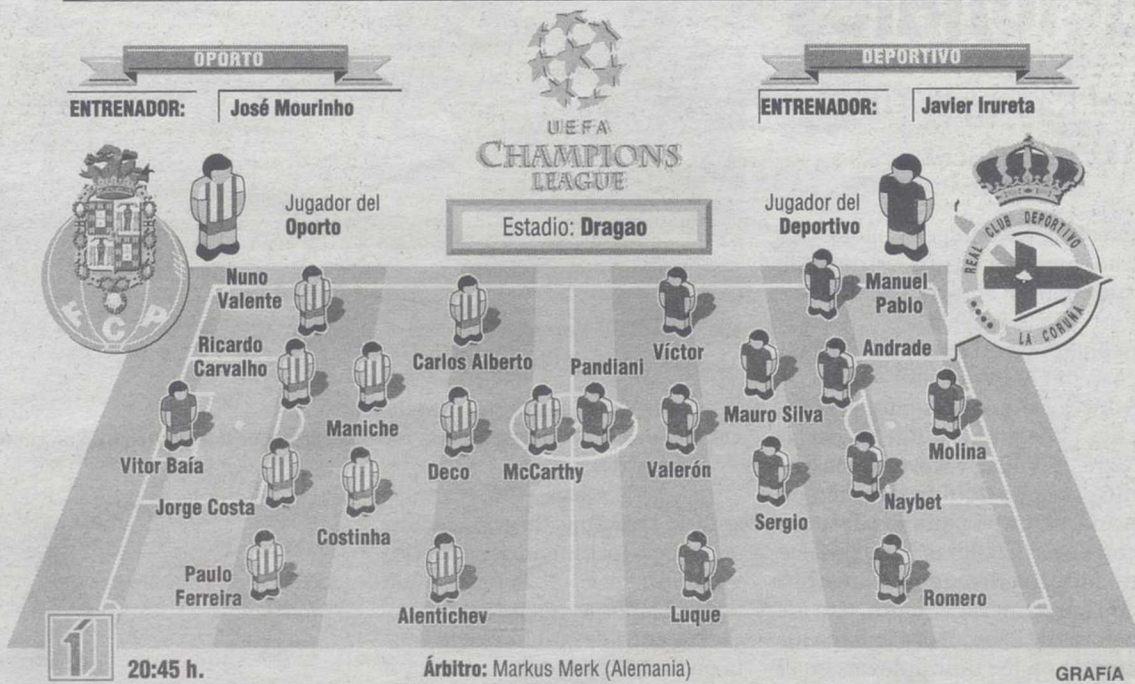 OPORTO
ENTRENADOR: José Mourinho
UEFA
CHAMPIONS
LEAGUE
Estadio: Dragao
DEPORTIVO
ENTRENADOR: Javier Irureta
Jugador del
Oporto
Jugador del
Deportivo
FCP
REAL CLUB DEPORTIVO
LA CORUÑA
Nuno
Valente
Ricardo
Carvalho
Carlos Alberto
Maniche
Vitor Baía
Deco
McCarthy
Jorge Costa
Costinha
Paulo
Ferreira
Alentichev
Manuel
Pablo
Víctor
Andrade
Pandiani
Mauro Silva
Molina
Valerón
Naybet
Sergio
Luque
Romero
1
20:45 h.
Árbitro: Markus Merk (Alemania)
GRAFÍA